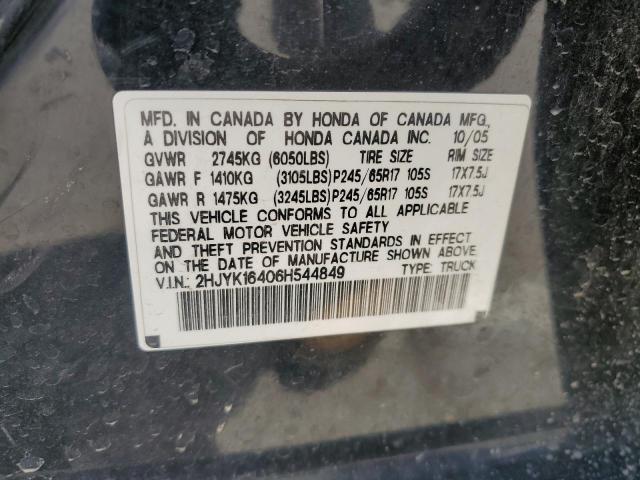 MFD. IN CANADA BY HONDA OF CANADA MFG.,
A DIVISION OF HONDA CANADA INC. 10/05
GVWR 2745KG (6050LBS) TIRE SIZE RIM SIZE
GAWR F 1410KG (3105LBS) P245/65R17 105S 17X7.5J
GAWR R 1475KG (3245LBS) P245/65R17 105S 17X7.5J
THIS VEHICLE CONFORMS TO ALL APPLICABLE
FEDERAL MOTOR VEHICLE SAFETY
AND THEFT PREVENTION STANDARDS IN EFFECT
ON THE DATE OF MANUFACTURE SHOWN ABOVE.
V.I.N.: 2HJYK16406H544849 TYPE: TRUCK